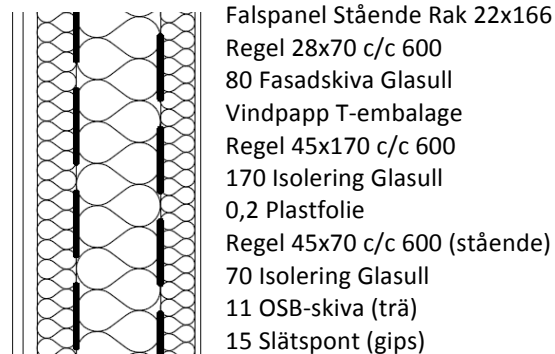 Falspanel Stående Rak 22x166
Regel 28x70 c/c 600
80 Fasadskiva Glasull
Vindpapp T-embalage
Regel 45x170 c/c 600
170 Isolering Glasull
0,2 Plastfolie
Regel 45x70 c/c 600 (stående)
70 Isolering Glasull
11 OSB-skiva (trä)
15 Slätspont (gips)